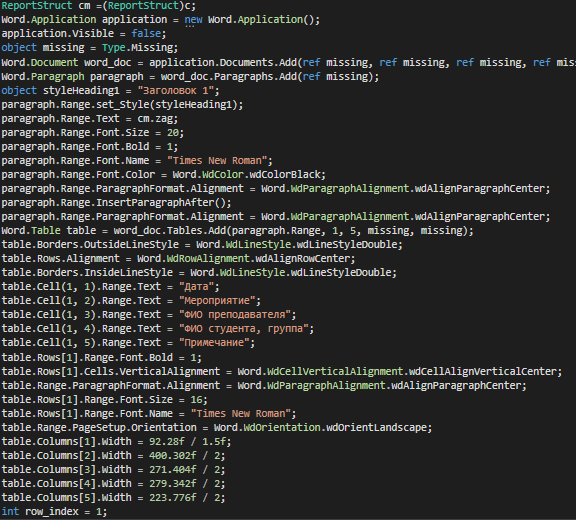 ReportStruct cm =(ReportStruct)c;
Word.Application application = new Word.Application();
application.Visible = false;
object missing = Type.Missing;
Word.Document word_doc = application.Documents.Add(ref missing, ref missing, ref missing, ref mis
Word.Paragraph paragraph = word_doc.Paragraphs.Add(ref missing);
object styleHeading1 = "Заголовок 1";
paragraph.Range.set_Style(styleHeading1);
paragraph.Range.Text = cm.zag;
paragraph.Range.Font.Size = 20;
paragraph.Range.Font.Bold = 1;
paragraph.Range.Font.Name = "Times New Roman";
paragraph.Range.Font.Color = Word.WdColor.wdColorBlack;
paragraph.Range.ParagraphFormat.Alignment = Word.WdParagraphAlignment.wdAlignParagraphCenter;
paragraph.Range.InsertParagraphAfter();
paragraph.Range.ParagraphFormat.Alignment = Word.WdParagraphAlignment.wdAlignParagraphCenter;
Word.Table table = word_doc.Tables.Add(paragraph.Range, 1, 5, missing, missing);
table.Borders.OutsideLineStyle = Word.WdLineStyle.wdLineStyleDouble;
table.Rows.Alignment = Word.WdRowAlignment.wdAlignRowCenter;
table.Borders.InsideLineStyle = Word.WdLineStyle.wdLineStyleDouble;
table.Cell(1, 1).Range.Text = "Дата";
table.Cell(1, 2).Range.Text = "Мероприятие";
table.Cell(1, 3).Range.Text = "ФИО преподавателя";
table.Cell(1, 4).Range.Text = "ФИО студента, группа";
table.Cell(1, 5).Range.Text = "Примечание";
table.Rows[1].Range.Font.Bold = 1;
table.Rows[1].Cells.VerticalAlignment = Word.WdCellVerticalAlignment.wdCellAlignVerticalCenter;
table.Range.ParagraphFormat.Alignment = Word.WdParagraphAlignment.wdAlignParagraphCenter;
table.Rows[1].Range.Font.Size = 16;
table.Rows[1].Range.Font.Name = "Times New Roman";
table.Range.PageSetup.Orientation = Word.WdOrientation.wdOrientLandscape;
table.Columns[1].Width = 92.28f / 1.5f;
table.Columns[2].Width = 400.302f / 2;
table.Columns[3].Width = 271.404f / 2;
table.Columns[4].Width = 279.342f / 2;
table.Columns[5].Width = 223.776f / 2;
int row_index = 1;